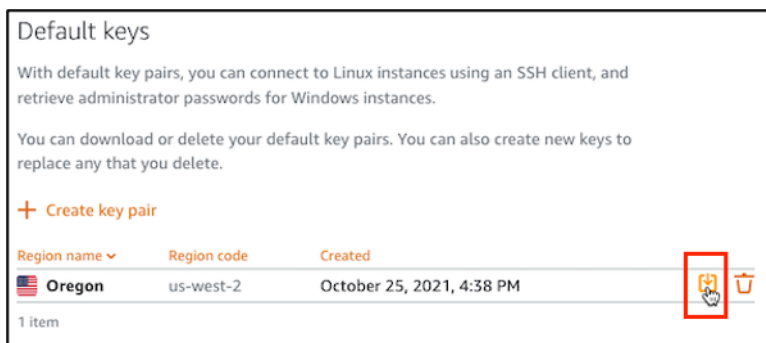 Default keys
With default key pairs, you can connect to Linux instances using an SSH client, and
retrieve administrator passwords for Windows instances.
You can download or delete your default key pairs. You can also create new keys to
replace any that you delete.
+ Create key pair
Region name Region code Created
Oregon us-west-2 October 25, 2021, 4:38 PM
1 item